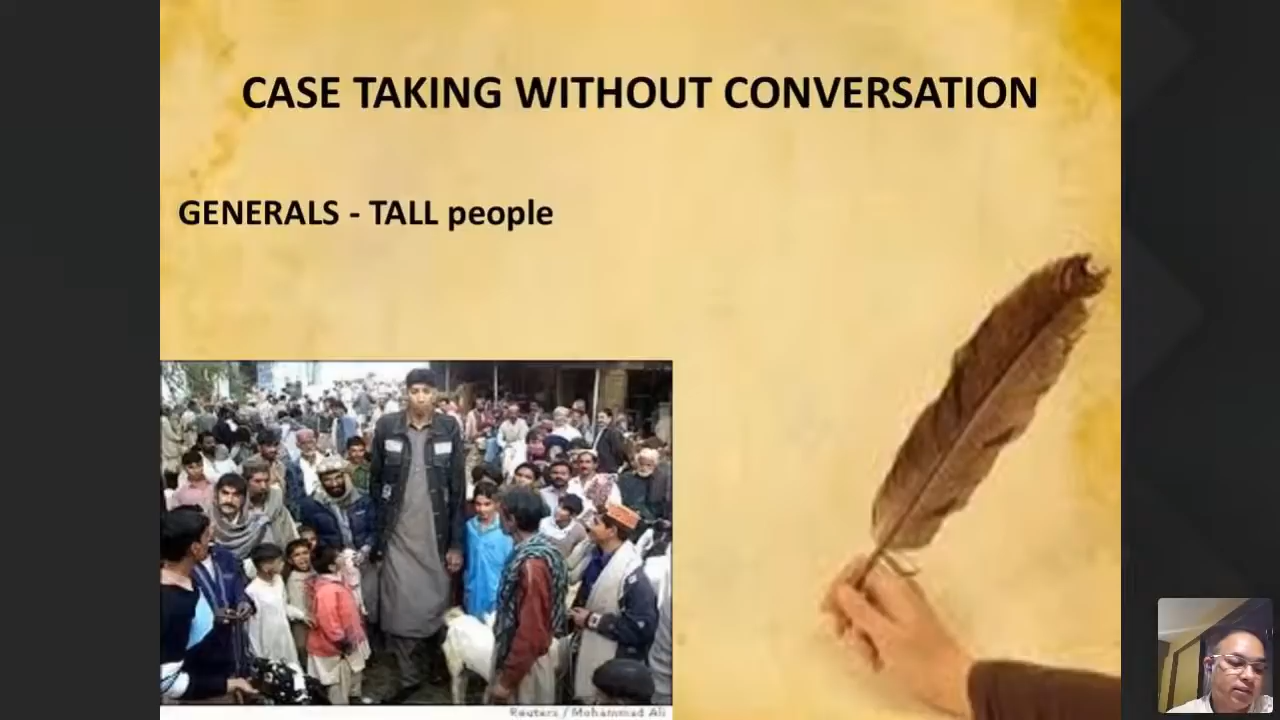 CASE TAKING WITHOUT CONVERSATION
GENERALS - TALL people
Reuters / Mohammad Ali